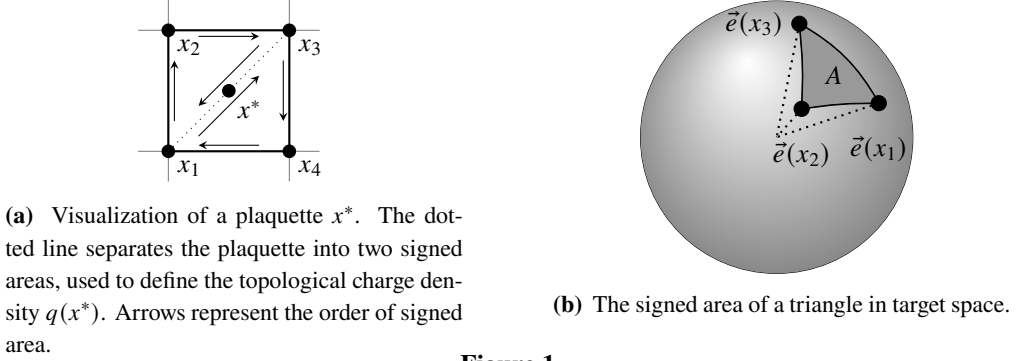 x₂ x₃
x*
x₁ x₄
(a) Visualization of a plaquette x*. The dot-
ted line separates the plaquette into two signed
areas, used to define the topological charge den-
sity q(x*). Arrows represent the order of signed
area.
e⃗(x₃)
A
e⃗(x₂) e⃗(x₁)
(b) The signed area of a triangle in target space.
Figure 1